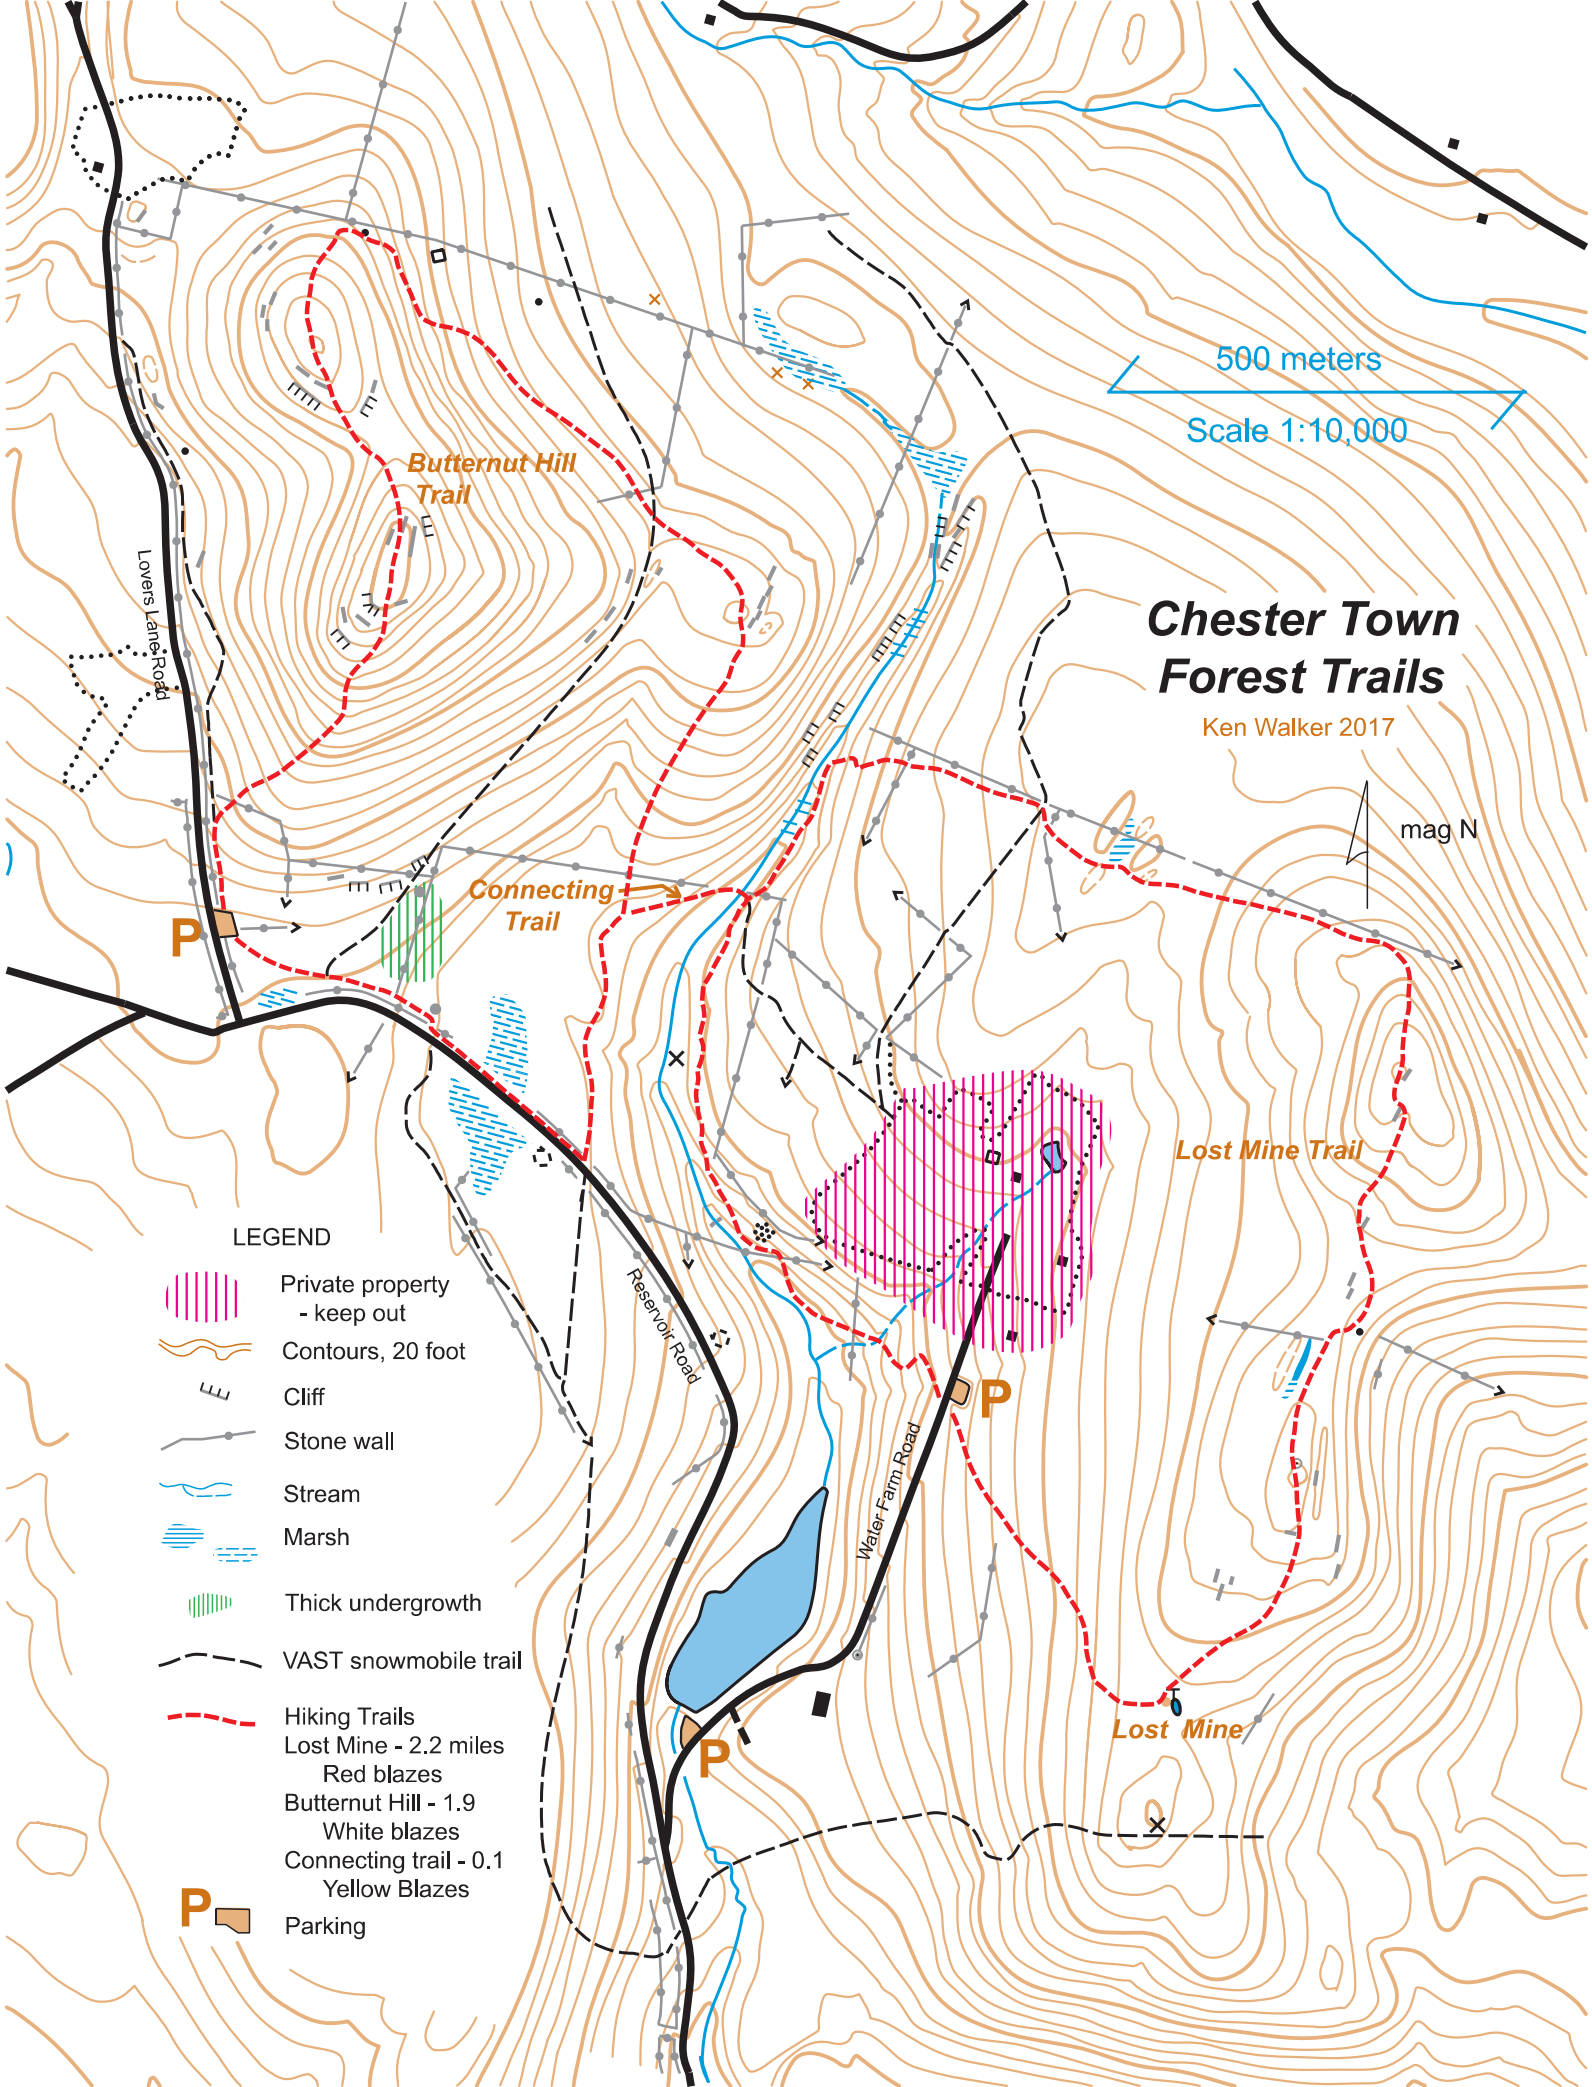 500 meters
Scale 1:10,000
Butternut Hill
Trail
Lovers Lane Road
Chester Town
Forest Trails
Ken Walker 2017
mag N
Connecting
Trail
P
Lost Mine Trail
LEGEND
Private property
- keep out
Contours, 20 foot
Cliff
Stone wall
Stream
Marsh
Thick undergrowth
VAST snowmobile trail
Hiking Trails
Lost Mine - 2.2 miles
Red blazes
Butternut Hill - 1.9
White blazes
Connecting trail - 0.1
Yellow Blazes
P
Parking
Reservoir Road
P
Water Farm Road
Lost Mine
P